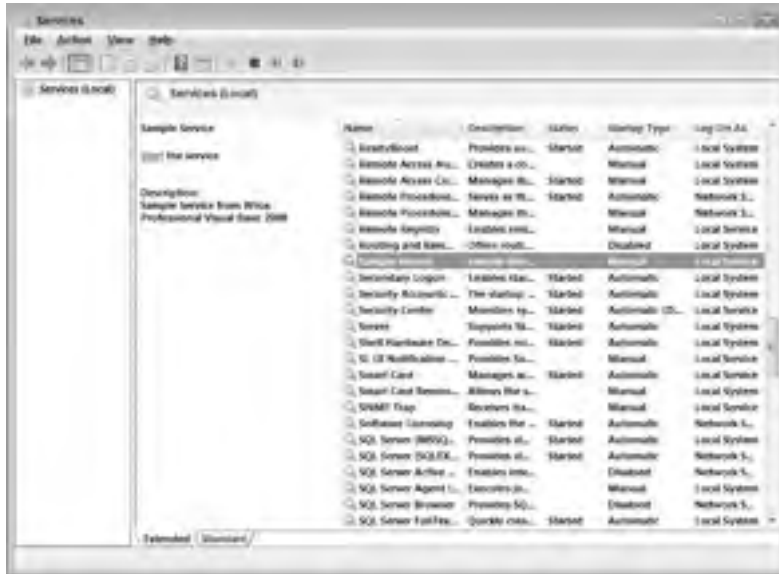 Services
File Action View Help
Services (Local)
Services (Local)
Sample Service
Start the service
Description:
Sample Service from Wrox
Professional Visual Basic 2008
Name Description Status Startup Type Log On As
ReadyBoost Provides su... Started Automatic Local System
Remote Access Au... Creates a co... Manual Local System
Remote Access Co... Manages di... Started Manual Local System
Remote Procedure... Serves as th... Started Automatic Network S...
Remote Procedure... Manages th... Manual Network S...
Remote Registry Enables rem... Manual Local Service
Routing and Rem... Offers routi... Disabled Local System
Sample Service Sample Serv... Manual Local Service
Secondary Logon Enables star... Started Automatic Local System
Security Accounts ... The startup ... Started Automatic Local System
Security Center Monitors sy... Started Automatic (D... Local Service
Server Supports fil... Started Automatic Local System
Shell Hardware De... Provides no... Started Automatic Local System
SL UI Notification ... Provides So... Manual Local Service
Smart Card Manages ac... Started Automatic Local Service
Smart Card Remov... Allows the s... Manual Local System
SNMP Trap Receives tra... Manual Local Service
Software Licensing Enables the ... Started Automatic Network S...
SQL Server (MSSQ... Provides st... Started Automatic Network S...
SQL Server (SQLEX... Provides st... Started Automatic Network S...
SQL Server Active ... Enables inte... Disabled Network S...
SQL Server Agent (... Executes jo... Manual Local System
SQL Server Browser Provides SQ... Disabled Network S...
SQL Server FullTex... Quickly crea... Started Automatic Local System
Extended Standard